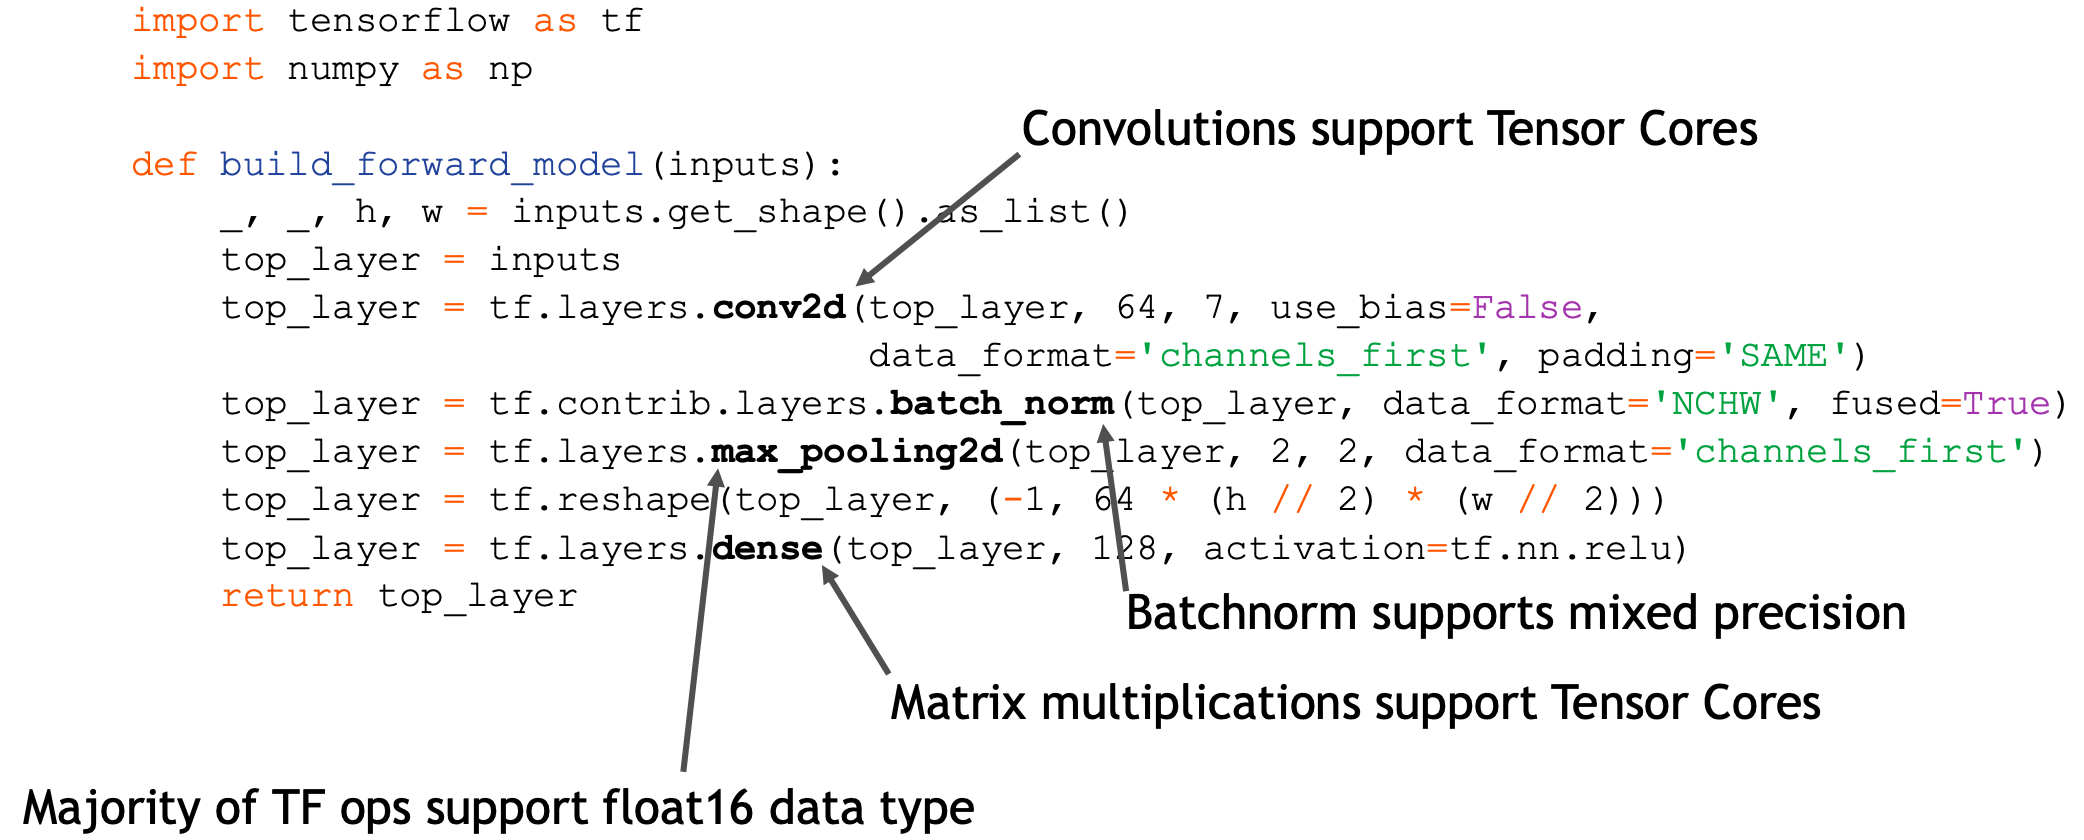 import tensorflow as tf
import numpy as np
Convolutions support Tensor Cores
def build_forward_model(inputs):
    _, _, h, w = inputs.get_shape().as_list()
    top_layer = inputs
    top_layer = tf.layers.conv2d(top_layer, 64, 7, use_bias=False,
                                 data_format='channels_first', padding='SAME')
    top_layer = tf.contrib.layers.batch_norm(top_layer, data_format='NCHW', fused=True)
    top_layer = tf.layers.max_pooling2d(top_layer, 2, 2, data_format='channels_first')
    top_layer = tf.reshape(top_layer, (-1, 64 * (h // 2) * (w // 2)))
    top_layer = tf.layers.dense(top_layer, 128, activation=tf.nn.relu)
    return top_layer
Batchnorm supports mixed precision
Matrix multiplications support Tensor Cores
Majority of TF ops support float16 data type